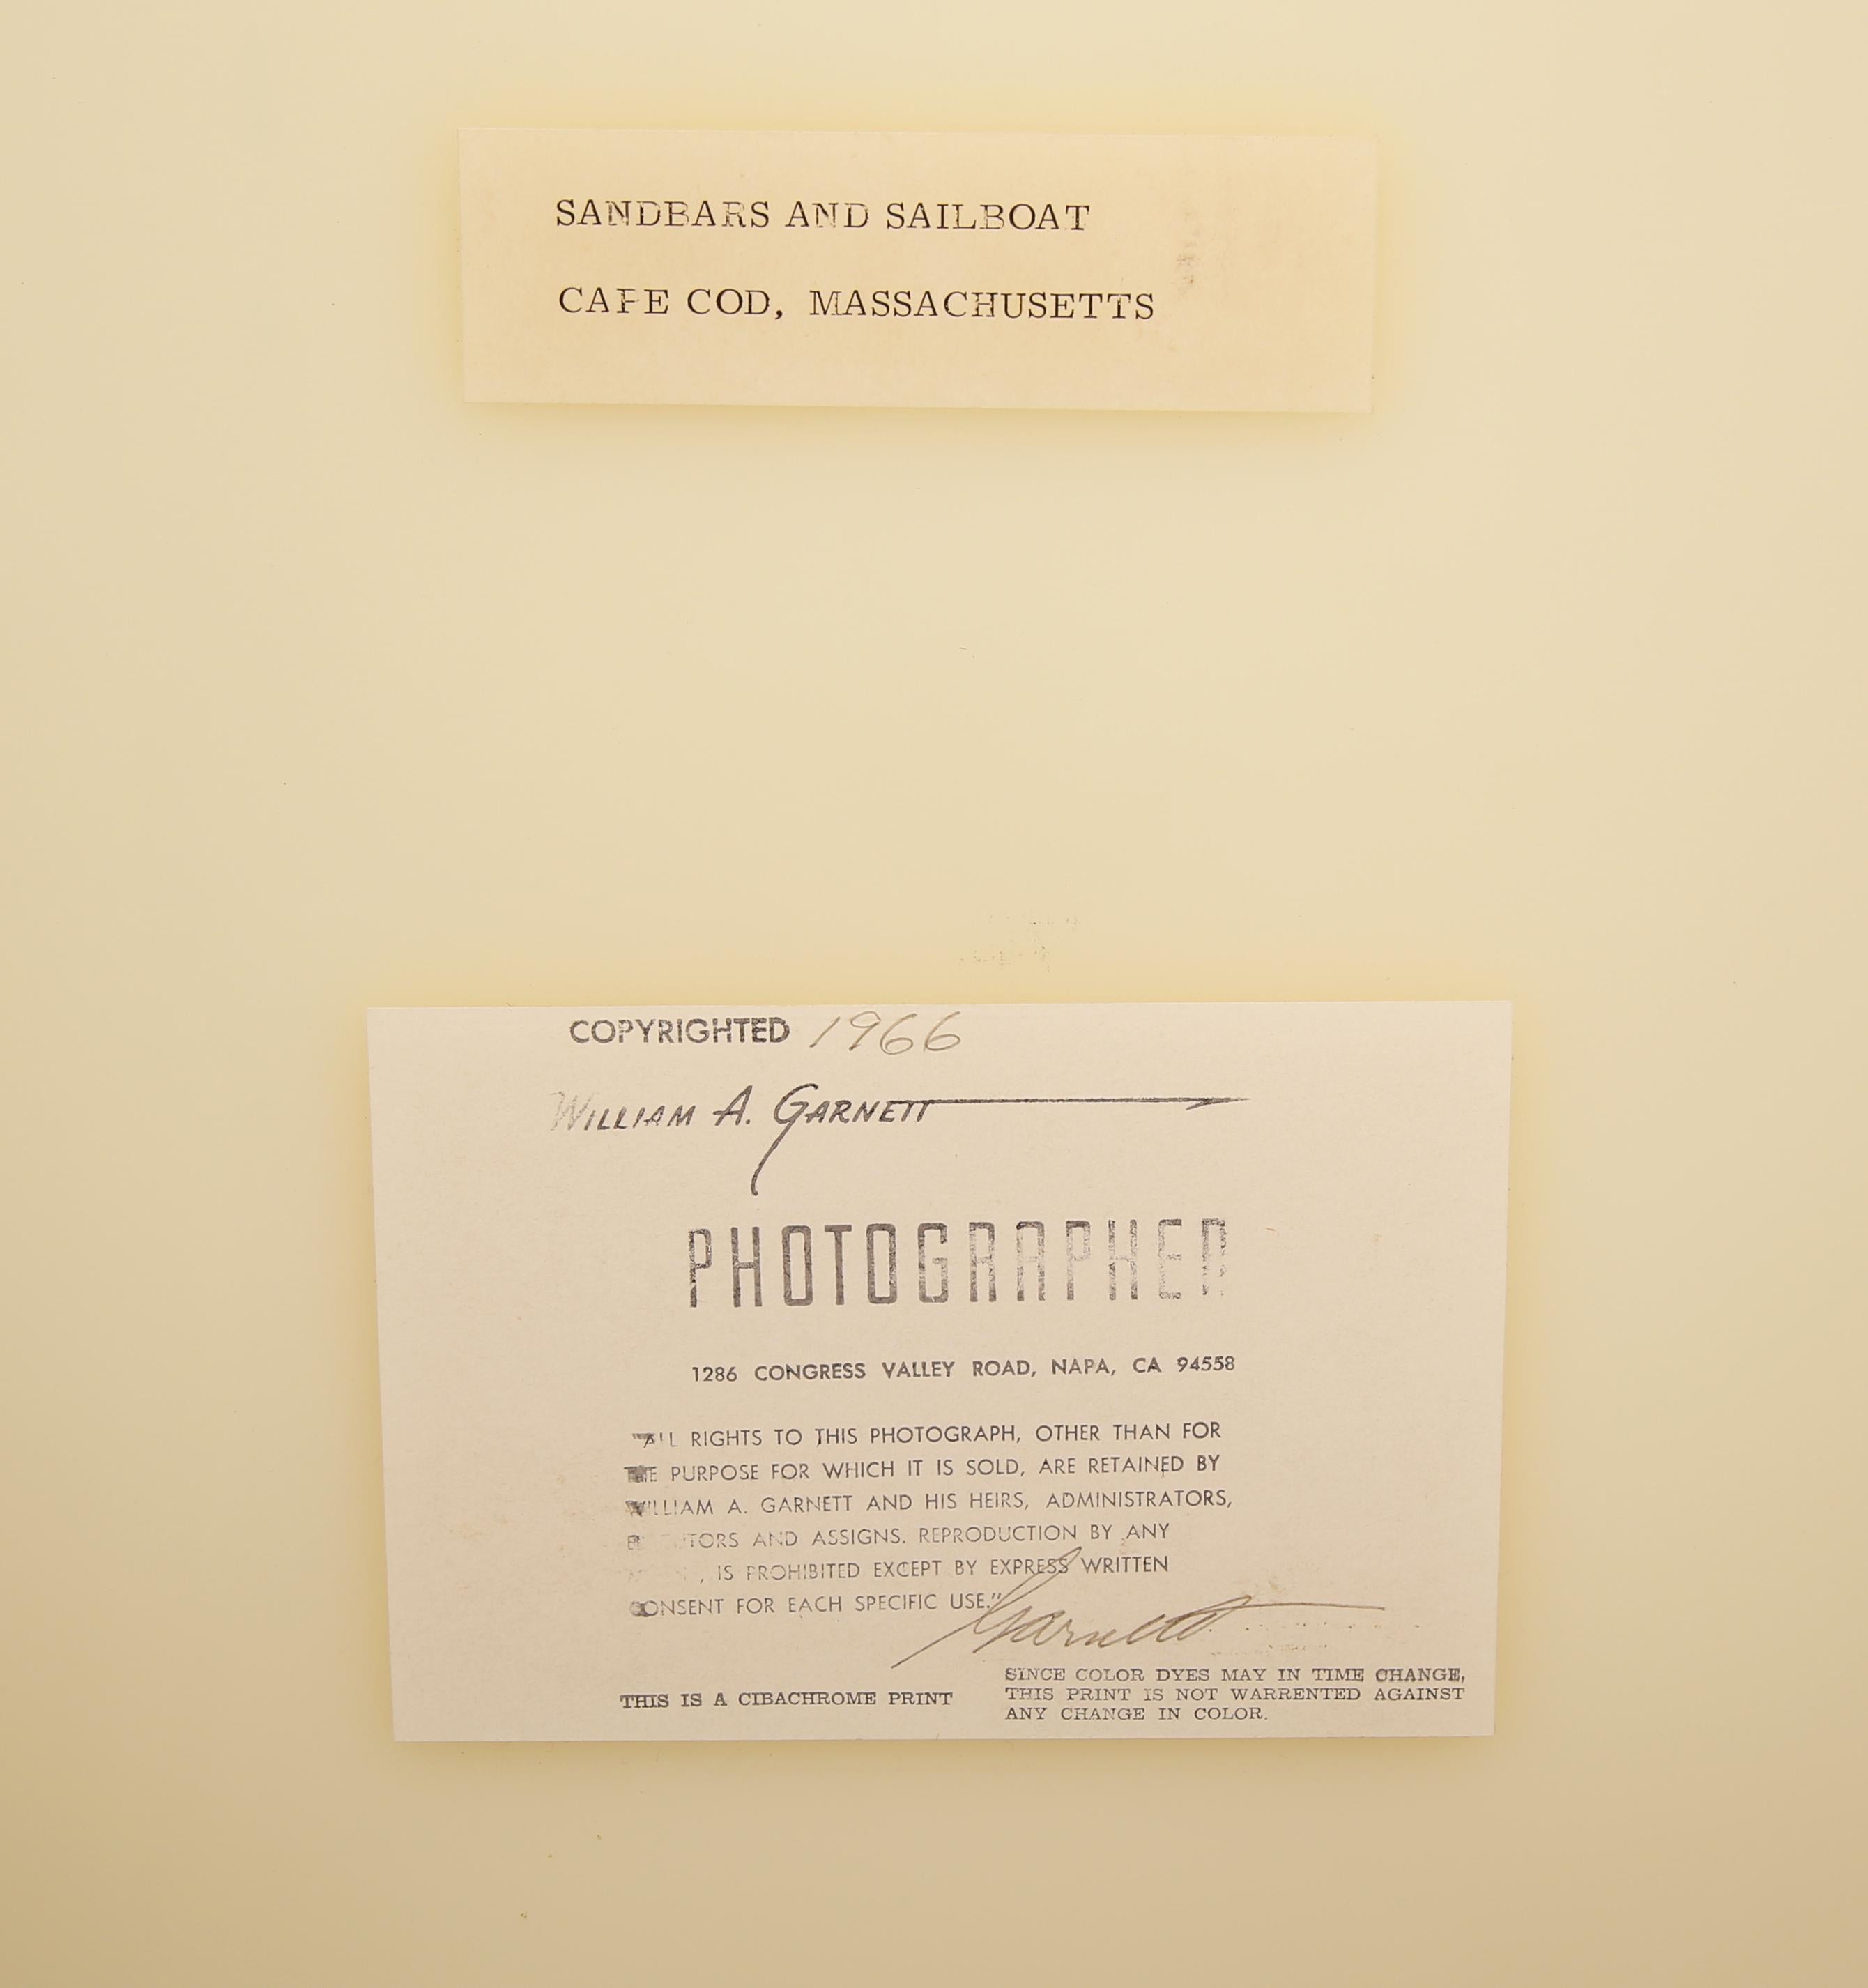 SANDBARS AND SAILBOAT
CAPE COD, MASSACHUSETTS
COPYRIGHTED 1966
WILLIAM A. GARNETT
PHOTOGRAPHER
1286 CONGRESS VALLEY ROAD, NAPA, CA 94558
"ALL RIGHTS TO THIS PHOTOGRAPH, OTHER THAN FOR
THE PURPOSE FOR WHICH IT IS SOLD, ARE RETAINED BY
WILLIAM A. GARNETT AND HIS HEIRS, ADMINISTRATORS,
AND ASSIGNS. REPRODUCTION BY ANY
, IS PROHIBITED EXCEPT BY EXPRESS WRITTEN
CONSENT FOR EACH SPECIFIC USE."
Garnett
THIS IS A CIBACHROME PRINT
SINCE COLOR DYES MAY IN TIME CHANGE,
THIS PRINT IS NOT WARRENTED AGAINST
ANY CHANGE IN COLOR.